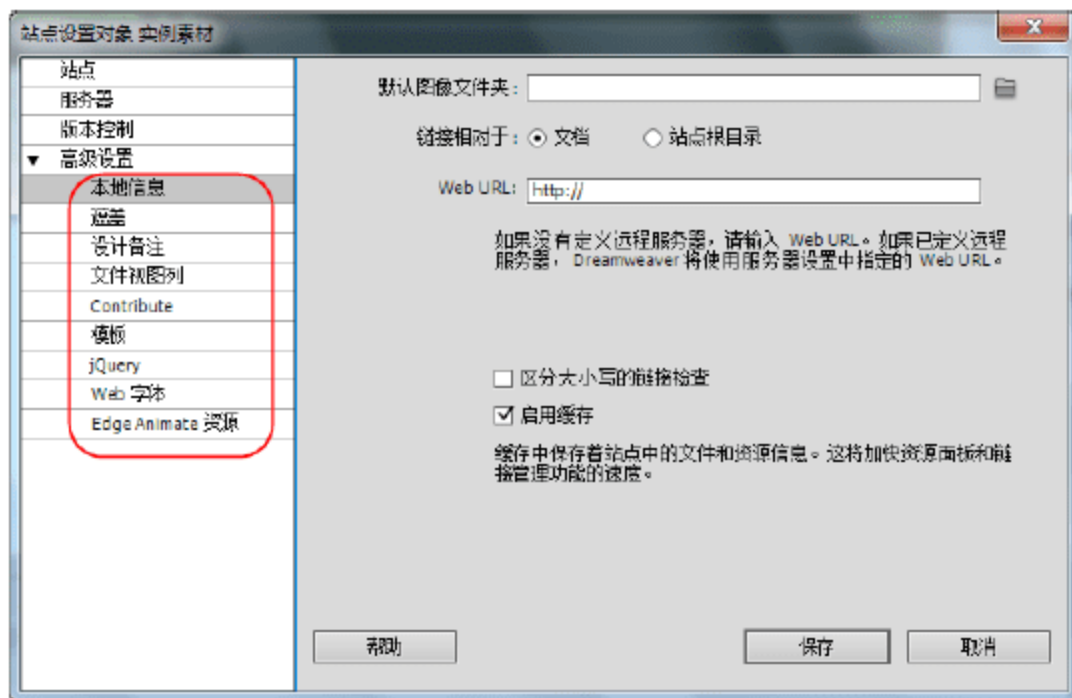 站点设置对象 实例素材
站点
服务器
版本控制
高级设置
本地信息
遮盖
设计备注
文件视图列
Contribute
模板
jQuery
Web 字体
Edge Animate 资源
默认图像文件夹:
链接相对于: 文档 站点根目录
Web URL: http://
如果没有定义远程服务器,请输入 Web URL。如果已定义远程
服务器, Dreamweaver 将使用服务器设置中指定的 Web URL。
区分大小写的链接检查
启用缓存
缓存中保存着站点中的文件和资源信息。这将加快资源面板和链
接管理功能的速度。
帮助 保存 取消